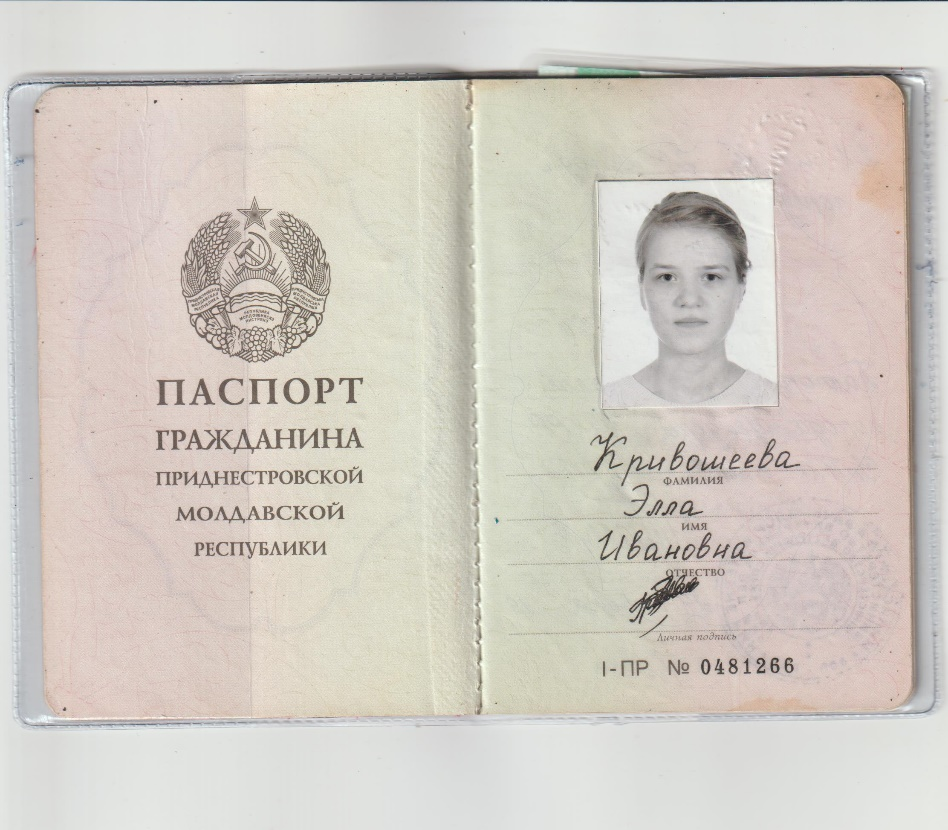 ПАСПОРТ
ГРАЖДАНИНА
ПРИДНЕСТРОВСКОЙ
МОЛДАВСКОЙ
РЕСПУБЛИКИ
Кривошеева
ФАМИЛИЯ
Элла
ИМЯ
Ивановна
ОТЧЕСТВО
Личная подпись
I-ПР № 0481266